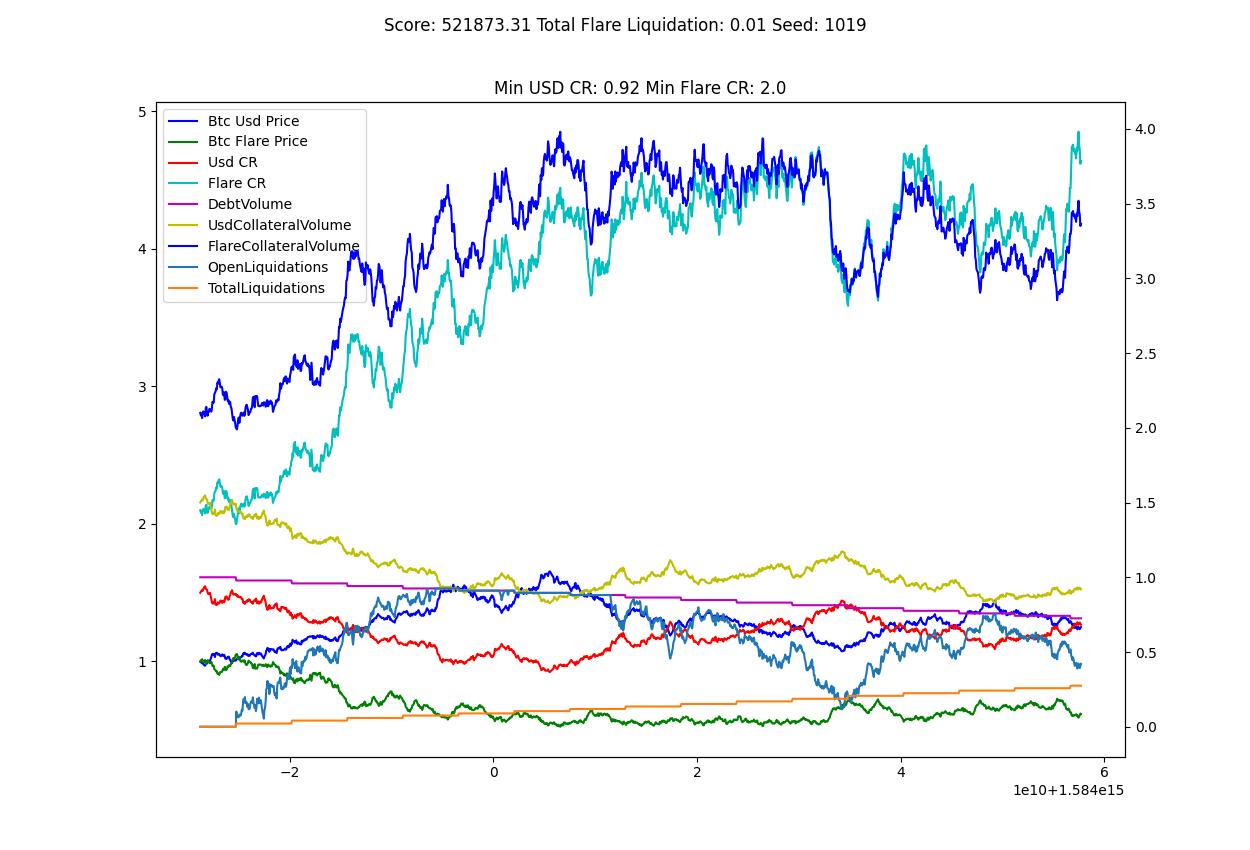 Score: 521873.31 Total Flare Liquidation: 0.01 Seed: 1019
Min USD CR: 0.92 Min Flare CR: 2.0
Btc Usd Price
Btc Flare Price
Usd CR
Flare CR
DebtVolume
UsdCollateralVolume
FlareCollateralVolume
OpenLiquidations
TotalLiquidations
5
4
3
2
1
4.0
3.5
3.0
2.5
2.0
1.5
1.0
0.5
0.0
−2
0
2
4
6
1e10+1.584e15